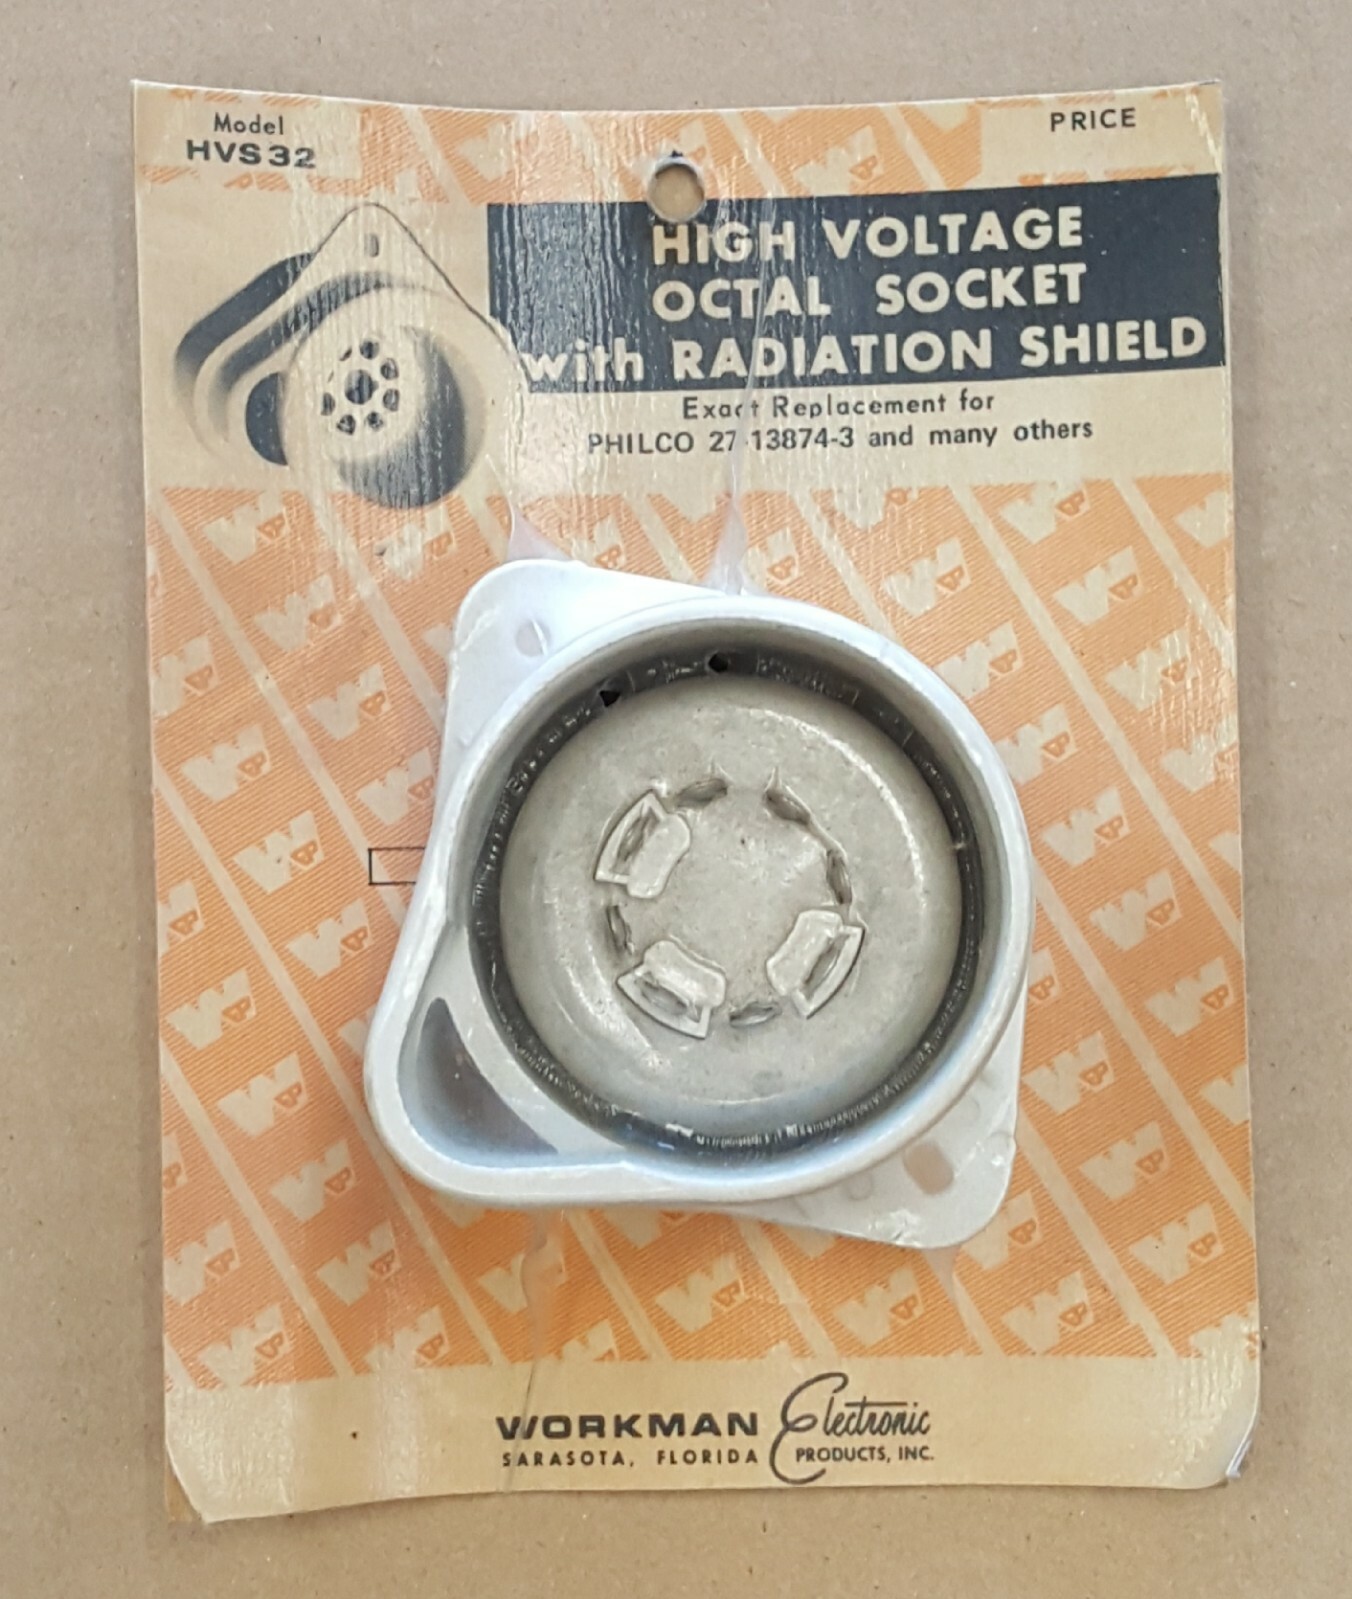 Model
HVS32
PRICE
HIGH VOLTAGE
OCTAL SOCKET
with RADIATION SHIELD
Exact Replacement for
PHILCO 27-13874-3 and many others
WORKMAN Electronic
SARASOTA, FLORIDA PRODUCTS, INC.